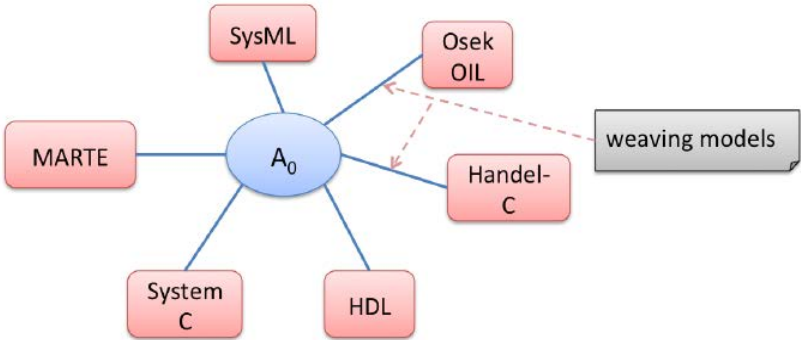 SysML
Osek
OIL
weaving models
MARTE
A₀
Handel-
C
System
C
HDL